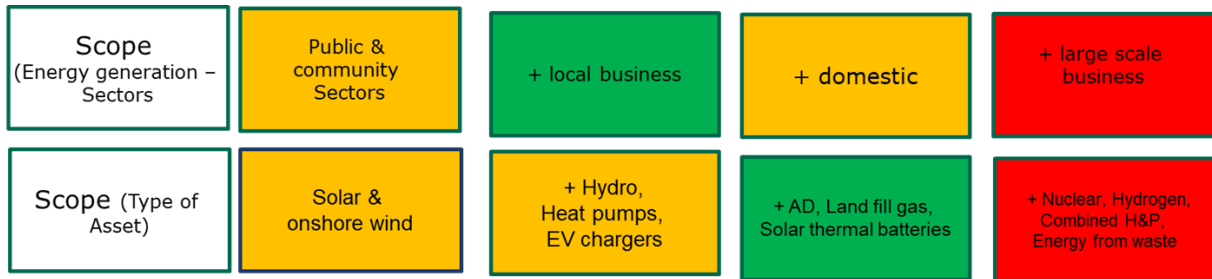 Scope
(Energy generation –
Sectors
Public &
community
Sectors
+ local business
+ domestic
+ large scale
business
Scope (Type of
Asset)
Solar &
onshore wind
+ Hydro,
Heat pumps,
EV chargers
+ AD, Land fill gas,
Solar thermal batteries
+ Nuclear, Hydrogen,
Combined H&P,
Energy from waste